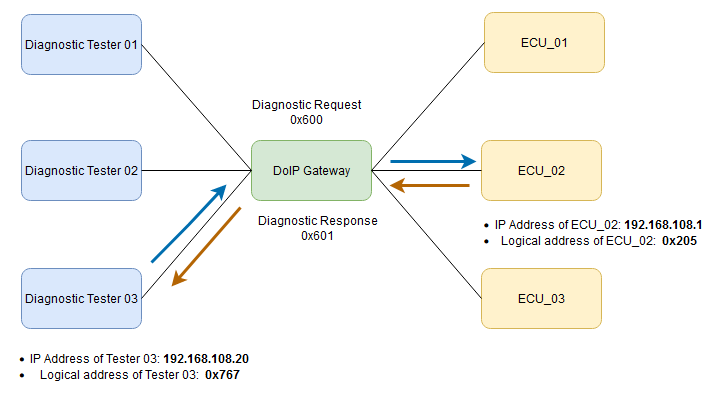 Diagnostic Tester 01
ECU_01
Diagnostic Request
0x600
Diagnostic Tester 02
DoIP Gateway
ECU_02
Diagnostic Response
0x601
• IP Address of ECU_02: 192.168.108.1
• Logical address of ECU_02: 0x205
Diagnostic Tester 03
ECU_03
• IP Address of Tester 03: 192.168.108.20
• Logical address of Tester 03: 0x767